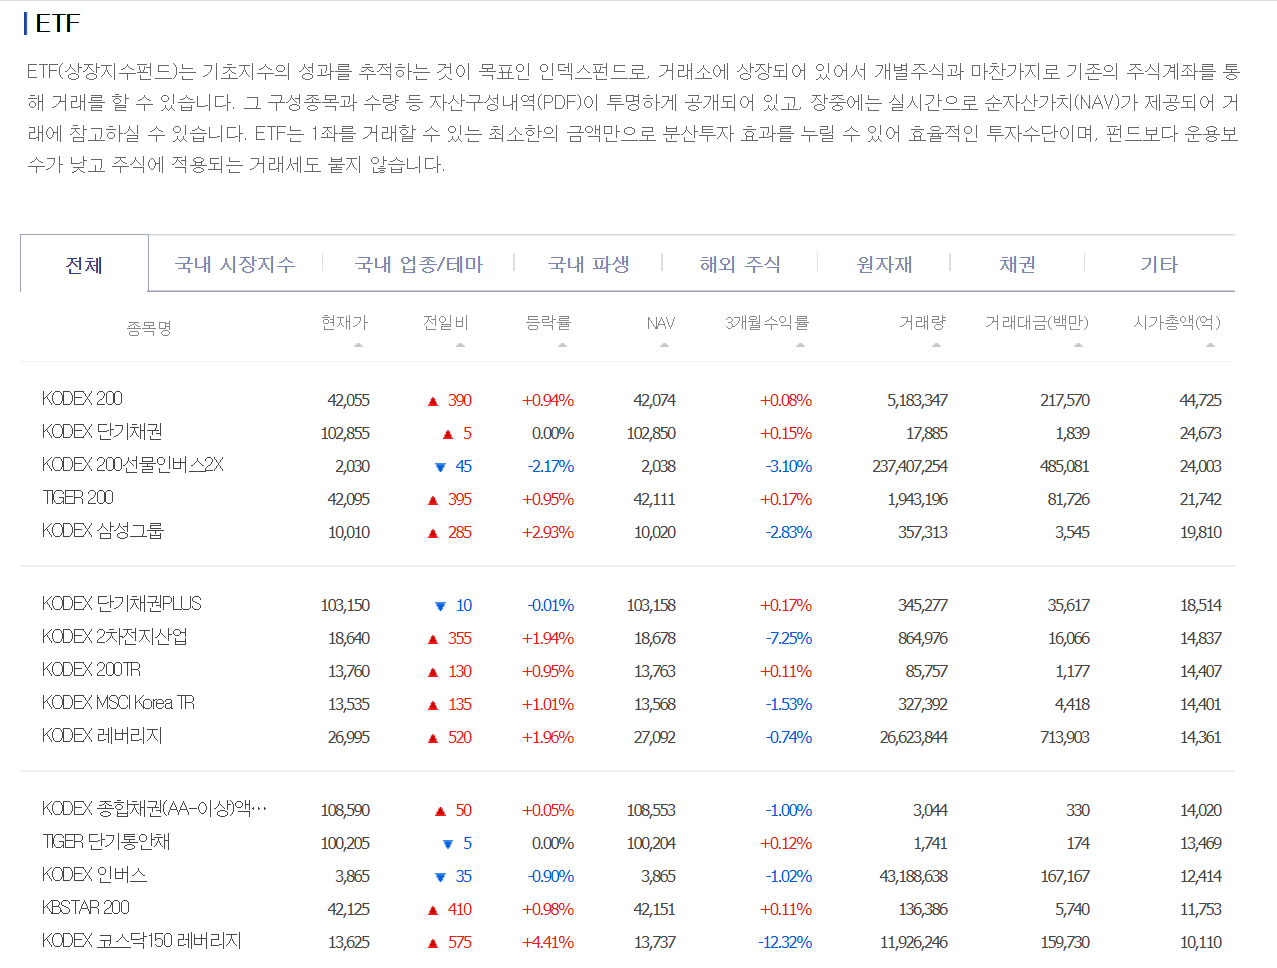 ETF
ETF(상장지수펀드)는 기초지수의 성과를 추적하는 것이 목표인 인덱스펀드로, 거래소에 상장되어 있어서 개별주식과 마찬가지로 기존의 주식계좌를 통
해 거래를 할 수 있습니다. 그 구성종목과 수량 등 자산구성내역(PDF)이 투명하게 공개되어 있고, 장중에는 실시간으로 순자산가치(NAV)가 제공되어 거
래에 참고하실 수 있습니다. ETF는 1좌를 거래할 수 있는 최소한의 금액만으로 분산투자 효과를 누릴 수 있어 효율적인 투자수단이며, 펀드보다 운용보
수가 낮고 주식에 적용되는 거래세도 붙지 않습니다.
전체 국내 시장지수 국내 업종/테마 국내 파생 해외 주식 원자재 채권 기타
종목명 현재가 전일비 등락률 NAV 3개월수익률 거래량 거래대금(백만) 시가총액(억)
KODEX 200 42,055 ▲ 390 +0.94% 42,074 +0.08% 5,183,347 217,570 44,725
KODEX 단기채권 102,855 ▲ 5 0.00% 102,850 +0.15% 17,885 1,839 24,673
KODEX 200선물인버스2X 2,030 ▼ 45 -2.17% 2,038 -3.10% 237,407,254 485,081 24,003
TIGER 200 42,095 ▲ 395 +0.95% 42,111 +0.17% 1,943,196 81,726 21,742
KODEX 삼성그룹 10,010 ▲ 285 +2.93% 10,020 -2.83% 357,313 3,545 19,810
KODEX 단기채권PLUS 103,150 ▼ 10 -0.01% 103,158 +0.17% 345,277 35,617 18,514
KODEX 2차전지산업 18,640 ▲ 355 +1.94% 18,678 -7.25% 864,976 16,066 14,837
KODEX 200TR 13,760 ▲ 130 +0.95% 13,763 +0.11% 85,757 1,177 14,407
KODEX MSCI Korea TR 13,535 ▲ 135 +1.01% 13,568 -1.53% 327,392 4,418 14,401
KODEX 레버리지 26,995 ▲ 520 +1.96% 27,092 -0.74% 26,623,844 713,903 14,361
KODEX 종합채권(AA-이상)액… 108,590 ▲ 50 +0.05% 108,553 -1.00% 3,044 330 14,020
TIGER 단기통안채 100,205 ▼ 5 0.00% 100,204 +0.12% 1,741 174 13,469
KODEX 인버스 3,865 ▼ 35 -0.90% 3,865 -1.02% 43,188,638 167,167 12,414
KBSTAR 200 42,125 ▲ 410 +0.98% 42,151 +0.11% 136,386 5,740 11,753
KODEX 코스닥150 레버리지 13,625 ▲ 575 +4.41% 13,737 -12.32% 11,926,246 159,730 10,110